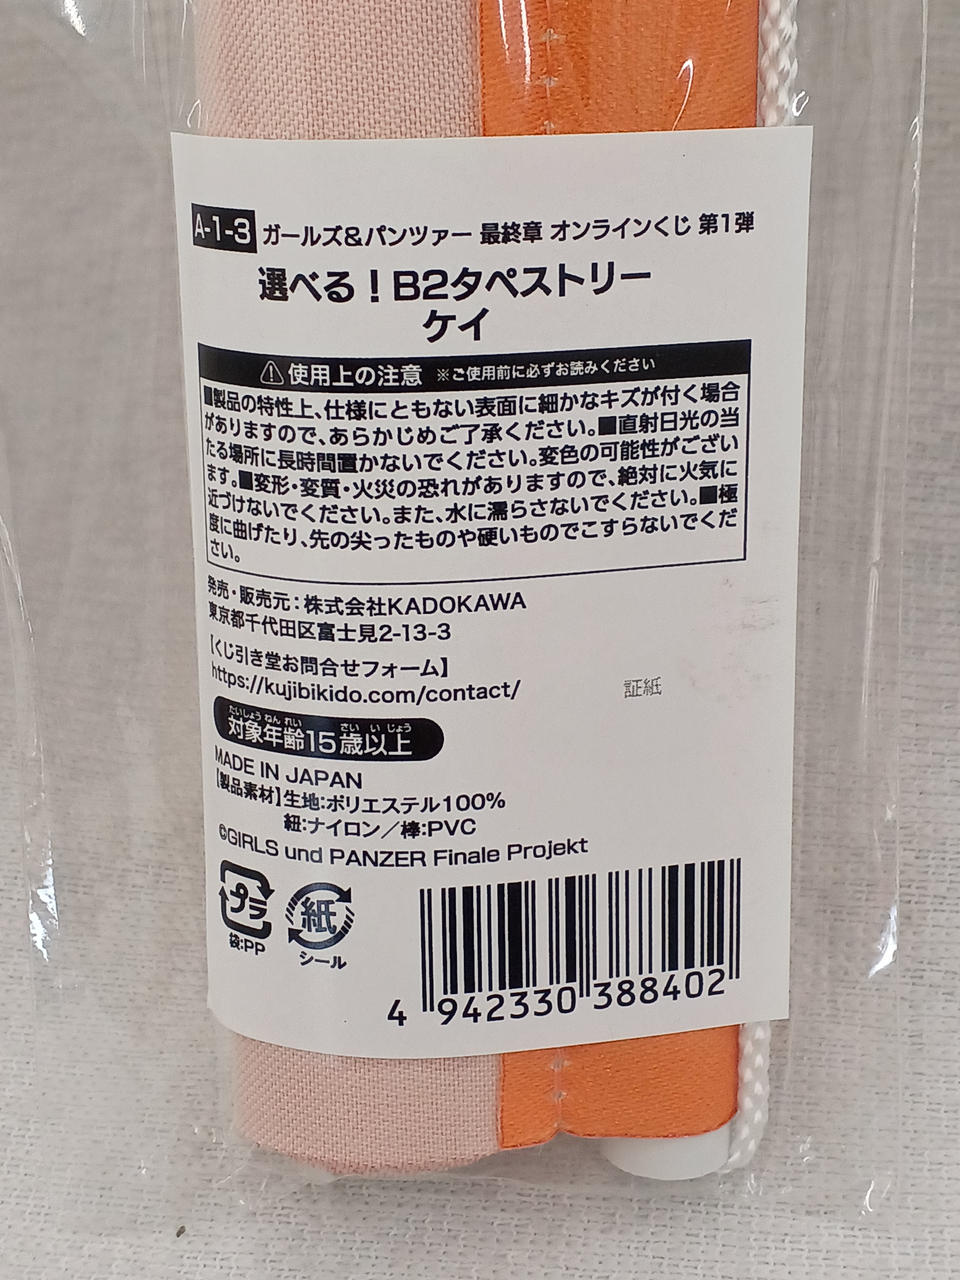 A-1-3 ガールズ&パンツァー 最終章 オンラインくじ 第1弾
選べる！B2タペストリー
ケイ
⚠使用上の注意 ※ご使用前に必ずお読みください
■製品の特性上、仕様にともない表面に細かなキズが付く場合
がありますので、あらかじめご了承ください。■直射日光の当
たる場所に長時間置かないでください。変色の可能性がござい
ます。■変形・変質・火災の恐れがありますので、絶対に火気に
近づけないでください。また、水に濡らさないでください。■極
度に曲げたり、先の尖ったものや硬いものでこすらないでくだ
さい。
発売・販売元：株式会社KADOKAWA
東京都千代田区富士見2-13-3
【くじ引き堂お問合せフォーム】
https://kujibikido.com/contact/
証紙
たいしょうねんれい さい いじょう
対象年齢15歳以上
MADE IN JAPAN
【製品素材】生地：ポリエステル100%
紐：ナイロン／棒：PVC
©GIRLS und PANZER Finale Projekt
プラ
袋：PP
紙
シール
4 942330 388402